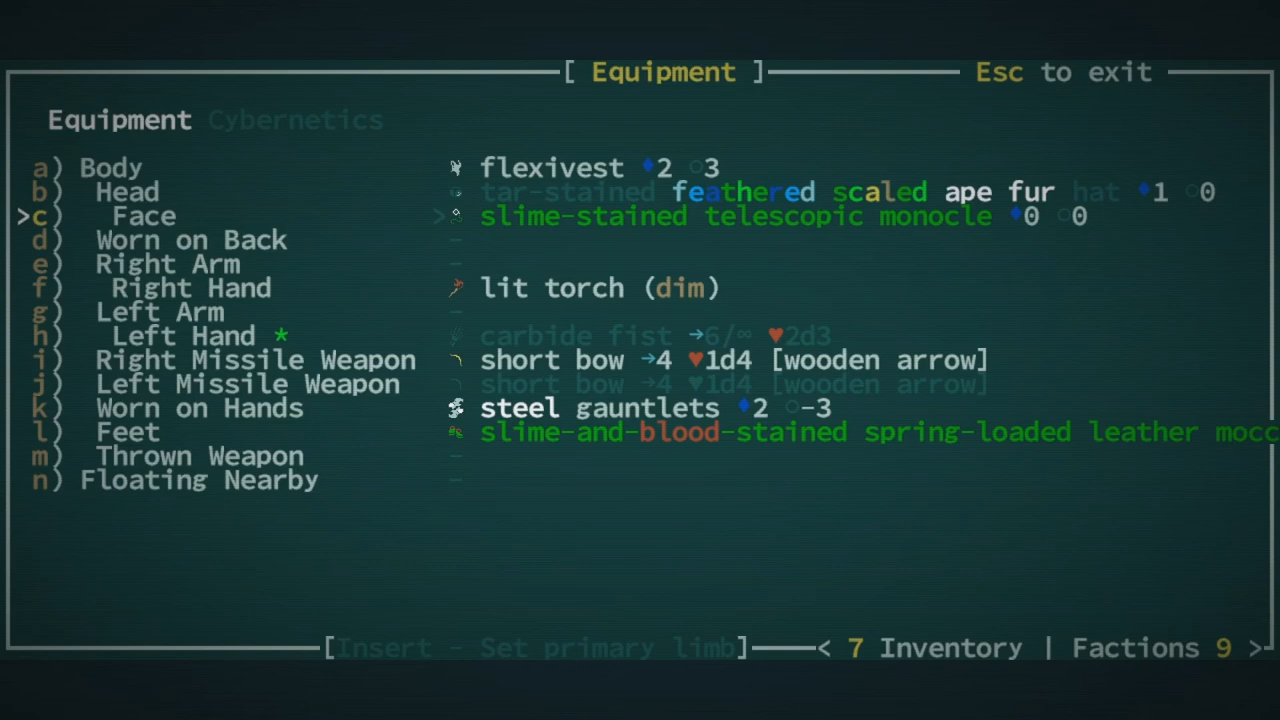 [ Equipment ] Esc to exit
Equipment Cybernetics
a) Body flexivest ♦2 ○3
b) Head tar-stained feathered scaled ape fur hat ♦1 ○0
>c) Face > slime-stained telescopic monocle ♦0 ○0
d) Worn on Back –
e) Right Arm –
f) Right Hand lit torch (dim)
g) Left Arm –
h) Left Hand * carbide fist →6/∞ ♥2d3
i) Right Missile Weapon short bow →4 ♥1d4 [wooden arrow]
j) Left Missile Weapon short bow →4 ♥1d4 [wooden arrow]
k) Worn on Hands steel gauntlets ♦2 ○-3
l) Feet slime-and-blood-stained spring-loaded leather mocc
m) Thrown Weapon –
n) Floating Nearby –
[Insert - Set primary limb] < 7 Inventory | Factions 9 >